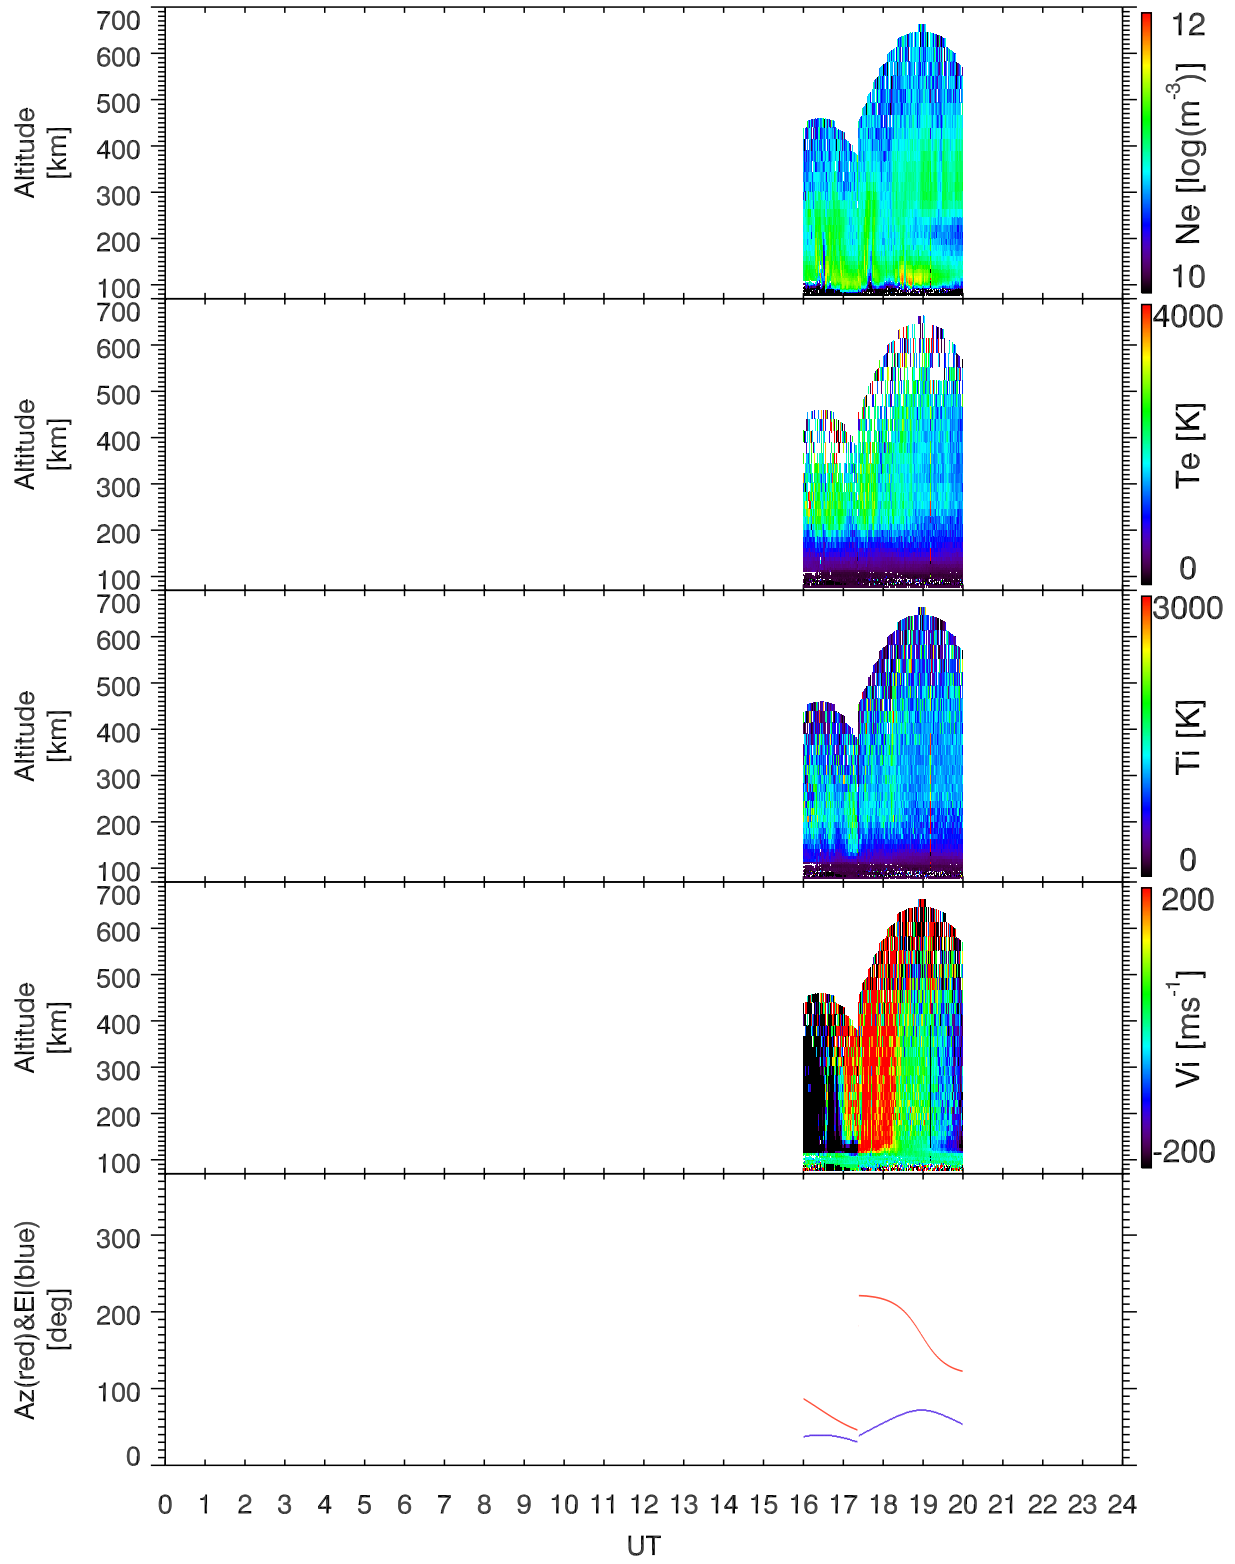 700
600
500
400
300
200
100
Altitude
[km]
12
10
Ne [log(m⁻³)]
700
600
500
400
300
200
100
Altitude
[km]
4000
0
Te [K]
700
600
500
400
300
200
100
Altitude
[km]
3000
0
Ti [K]
700
600
500
400
300
200
100
Altitude
[km]
200
-200
Vi [ms⁻¹]
300
200
100
0
Az(red)&El(blue)
[deg]
0 1 2 3 4 5 6 7 8 9 10 11 12 13 14 15 16 17 18 19 20 21 22 23 24
UT